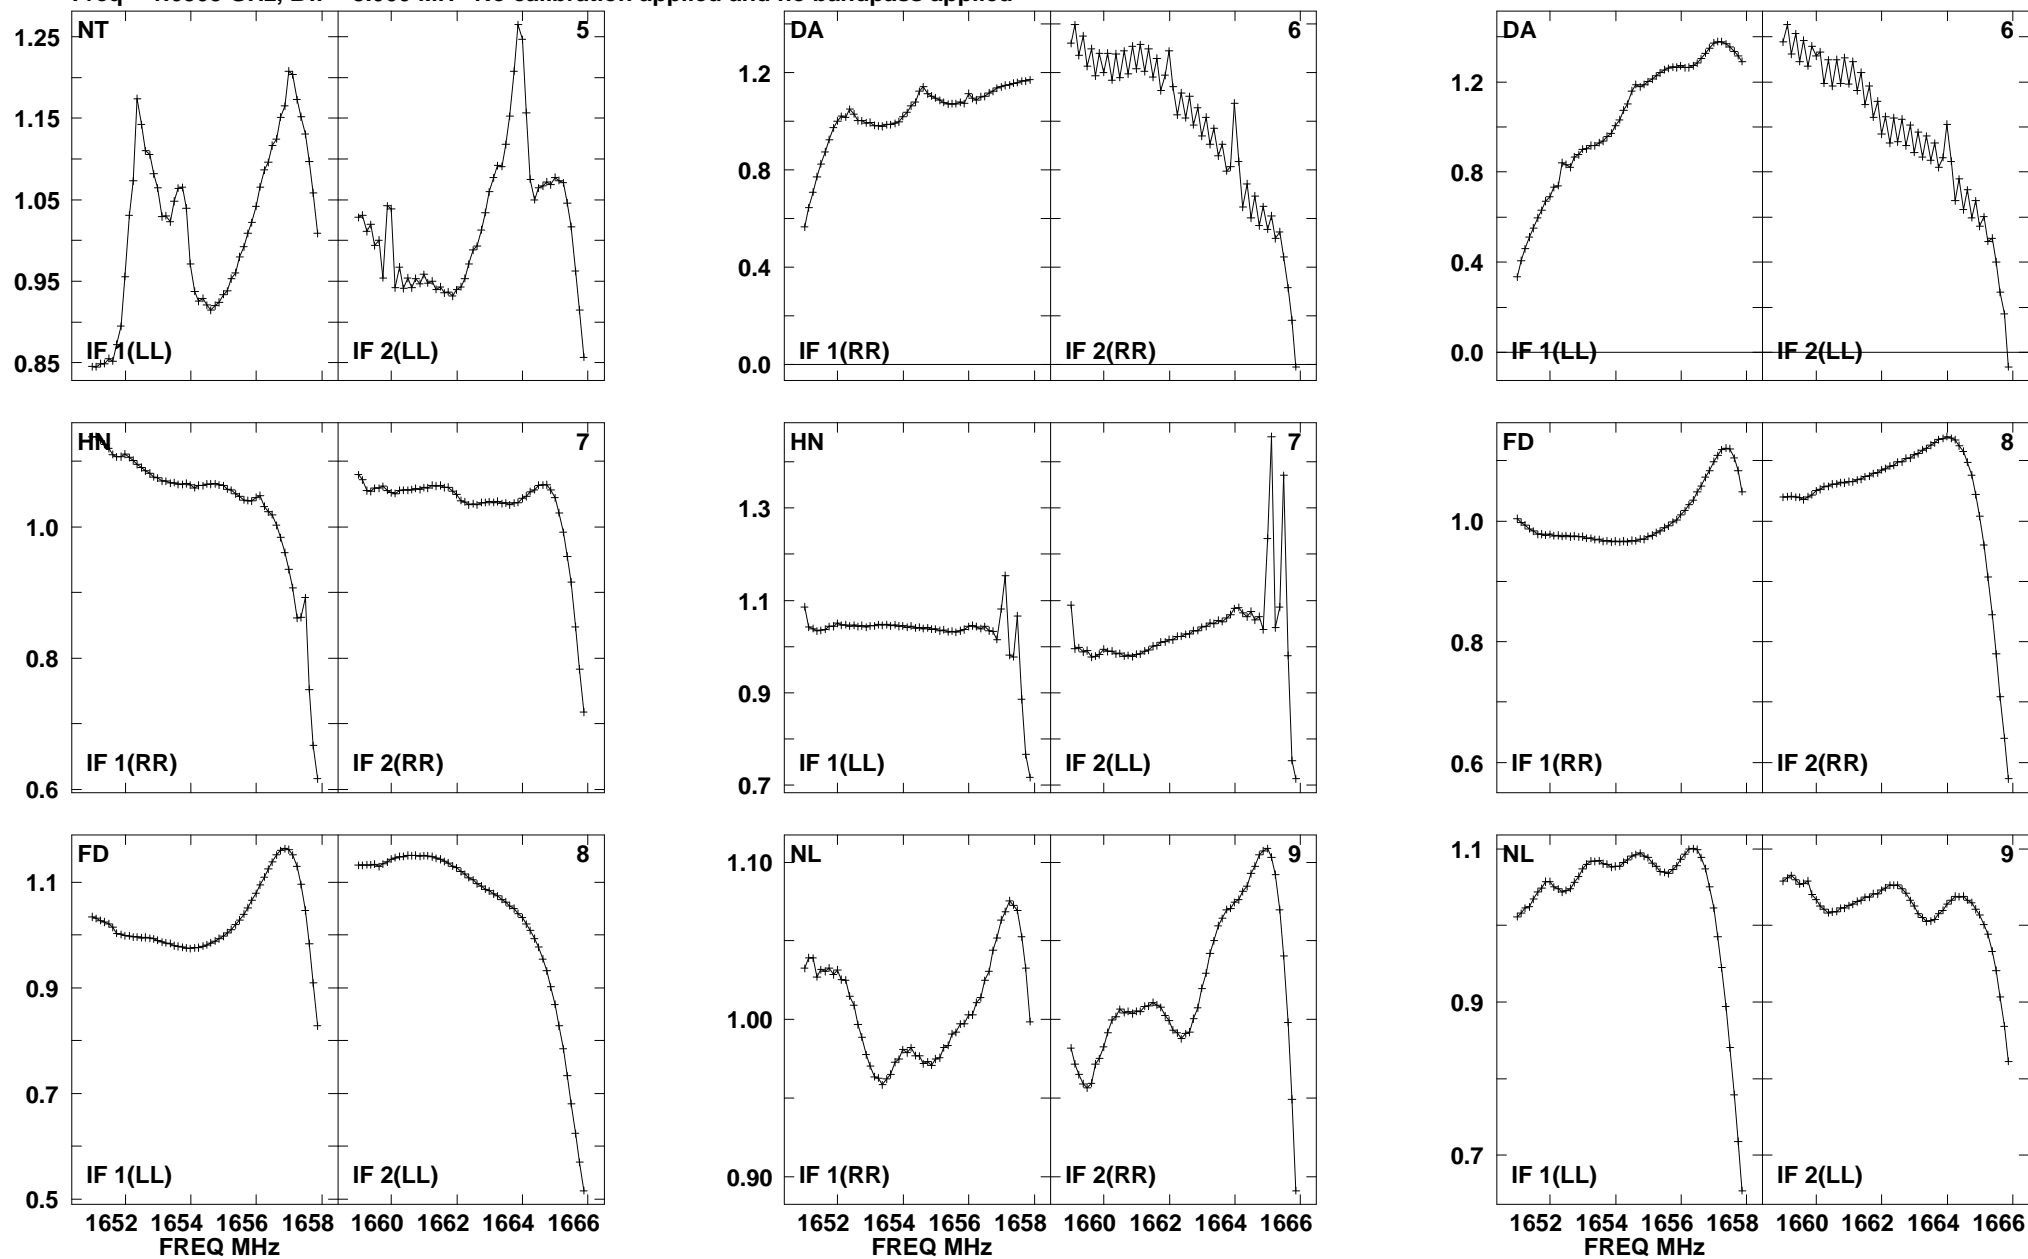 calibration applied and no bandpass applied
NT 5
1.25
1.15
1.05
0.95
0.85
IF 1(LL) IF 2(LL)
DA 6
1.2
0.8
0.4
0.0
IF 1(RR) IF 2(RR)
DA 6
1.2
0.8
0.4
0.0
IF 1(LL) IF 2(LL)
HN 7
1.0
0.8
0.6
IF 1(RR) IF 2(RR)
HN 7
1.3
1.1
0.9
0.7
IF 1(LL) IF 2(LL)
FD 8
1.0
0.8
0.6
IF 1(RR) IF 2(RR)
FD 8
1.1
0.9
0.7
0.5
IF 1(LL) IF 2(LL)
1652 1654 1656 1658 1660 1662 1664 1666
FREQ MHz
NL 9
1.10
1.00
0.90
IF 1(RR) IF 2(RR)
1652 1654 1656 1658 1660 1662 1664 1666
FREQ MHz
NL 9
1.1
0.9
0.7
IF 1(LL) IF 2(LL)
1652 1654 1656 1658 1660 1662 1664 1666
FREQ MHz